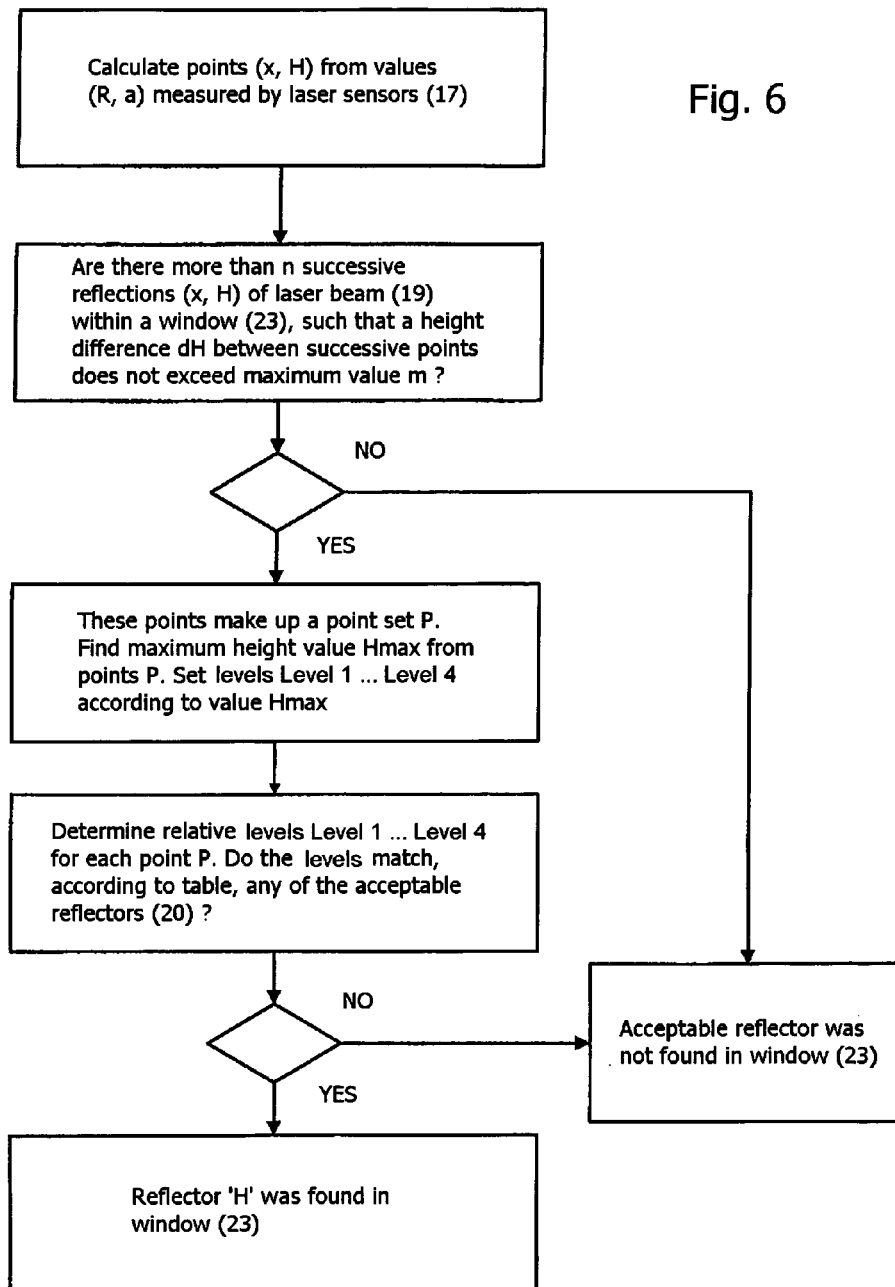 Calculate points (x, H) from values
(R, a) measured by laser sensors (17)
Fig. 6
Are there more than n successive
reflections (x, H) of laser beam (19)
within a window (23), such that a height
difference dH between successive points
does not exceed maximum value m ?
NO
YES
These points make up a point set P.
Find maximum height value Hmax from
points P. Set levels Level 1 ... Level 4
according to value Hmax
Determine relative levels Level 1 ... Level 4
for each point P. Do the levels match,
according to table, any of the acceptable
reflectors (20) ?
NO
YES
Acceptable reflector was
not found in window (23)
Reflector 'H' was found in
window (23)